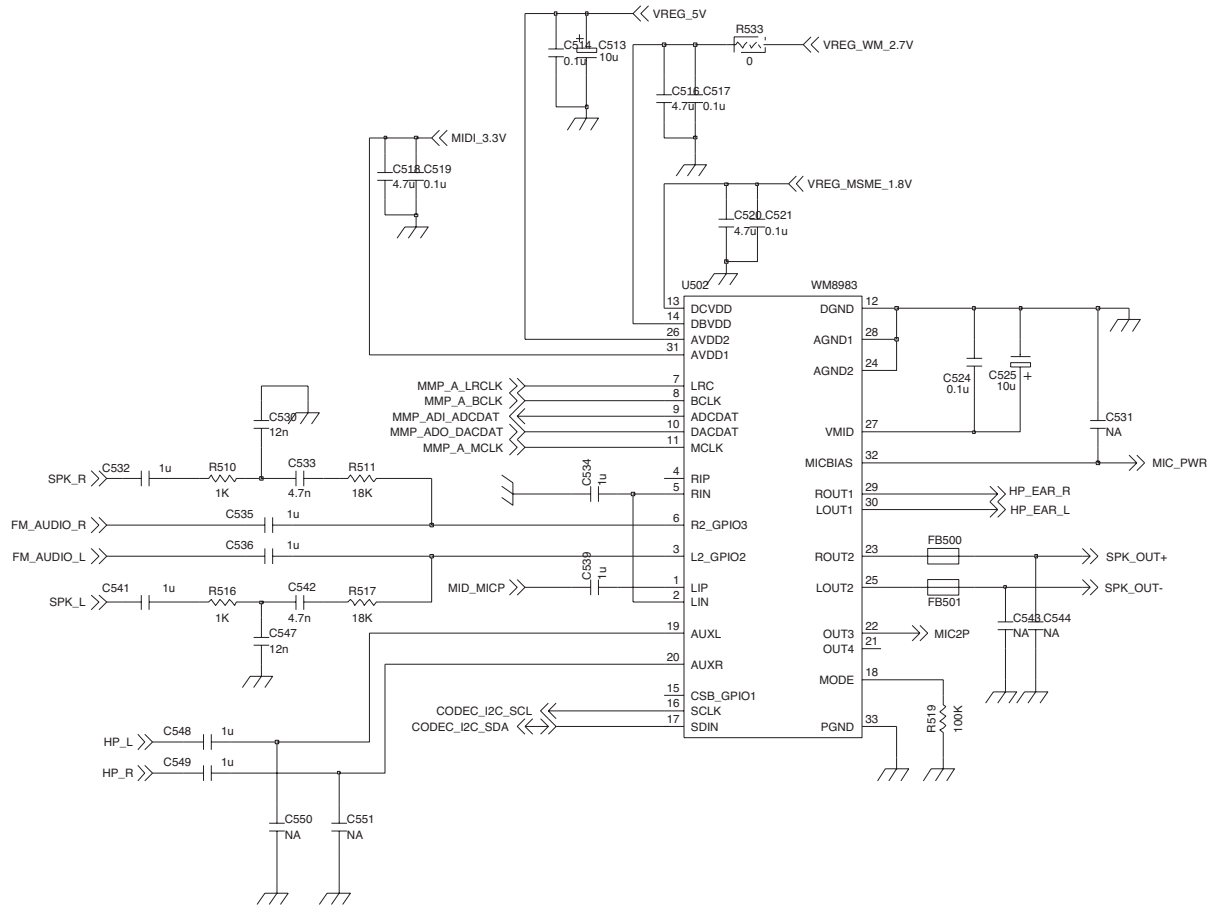 VREG_5V
C514
0.1u
+
C513
10u
R533
0
VREG_WM_2.7V
C516
4.7u
C517
0.1u
MIDI_3.3V
C518
4.7u
C519
0.1u
VREG_MSME_1.8V
C520
4.7u
C521
0.1u
U502
WM8983
13 DCVDD
14 DBVDD
26 AVDD2
31 AVDD1
MMP_A_LRCLK 7 LRC
MMP_A_BCLK 8 BCLK
MMP_ADI_ADCDAT 9 ADCDAT
MMP_ADO_DACDAT 10 DACDAT
MMP_A_MCLK 11 MCLK
4 RIP
5 RIN
6 R2_GPIO3
3 L2_GPIO2
1 LIP
2 LIN
19 AUXL
20 AUXR
15 CSB_GPIO1
CODEC_I2C_SCL 16 SCLK
CODEC_I2C_SDA 17 SDIN
DGND 12
AGND1 28
AGND2 24
VMID 27
MICBIAS 32
ROUT1 29
LOUT1 30
ROUT2 23
LOUT2 25
OUT3 22
OUT4 21
MODE 18
PGND 33
C524
0.1u
C525
10u
+
C531
NA
MIC_PWR
HP_EAR_R
HP_EAR_L
FB500
SPK_OUT+
FB501
SPK_OUT-
C543
NA
C544
NA
MIC2P
R519
100K
C530
12n
SPK_R
C532
1u
R510
1K
C533
4.7n
R511
18K
C534
1u
FM_AUDIO_R
C535
1u
FM_AUDIO_L
C536
1u
MID_MICP
C539
1u
SPK_L
C541
1u
R516
1K
C542
4.7n
R517
18K
C547
12n
HP_L
C548
1u
HP_R
C549
1u
C550
NA
C551
NA